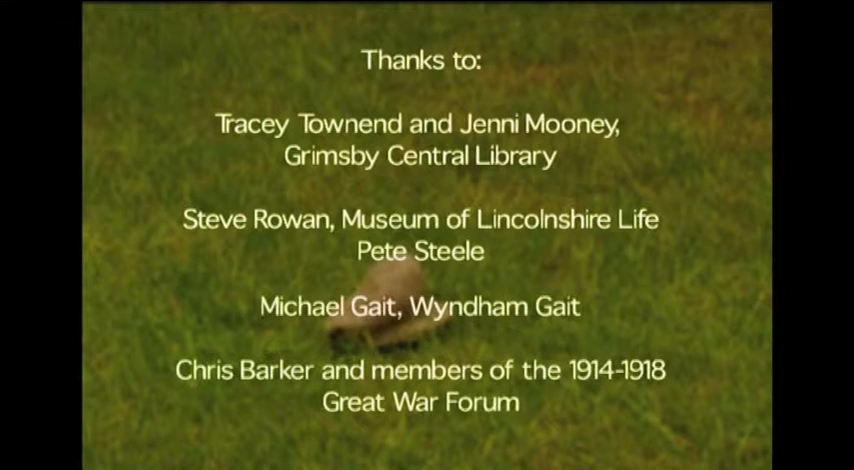 Thanks to:
Tracey Townend and Jenni Mooney,
Grimsby Central Library
Steve Rowan, Museum of Lincolnshire Life
Pete Steele
Michael Gait, Wyndham Gait
Chris Barker and members of the 1914-1918
Great War Forum